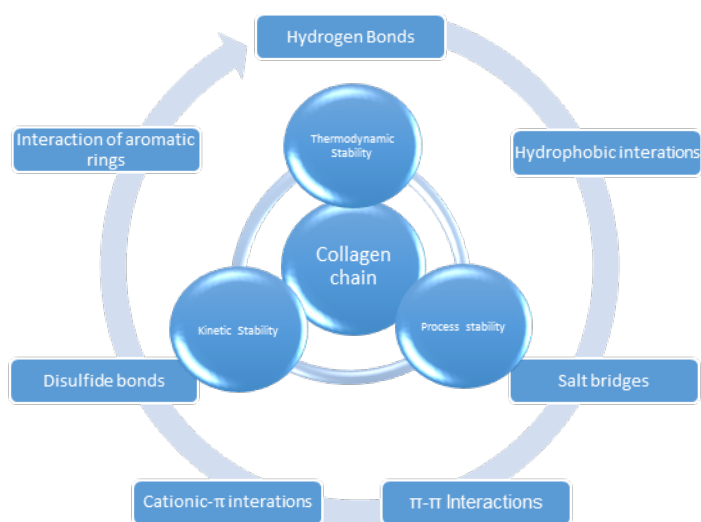 Hydrogen Bonds
Thermodynamic
Stability
Interaction of aromatic
rings
Hydrophobic interations
Collagen
chain
Kinetic Stability
Process stability
Disulfide bonds
Salt bridges
Cationic-π interations
π-π Interactions